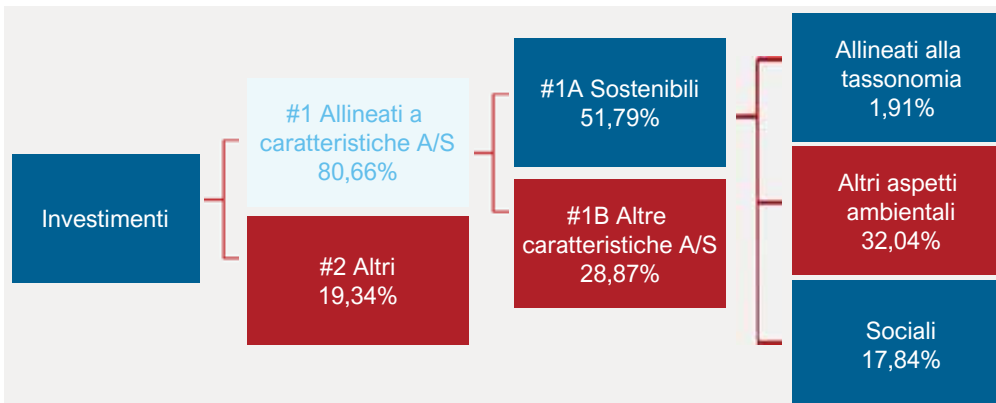 Investimenti
#1 Allineati a
caratteristiche A/S
80,66%
#2 Altri
19,34%
#1A Sostenibili
51,79%
#1B Altre
caratteristiche A/S
28,87%
Allineati alla
tassonomia
1,91%
Altri aspetti
ambientali
32,04%
Sociali
17,84%